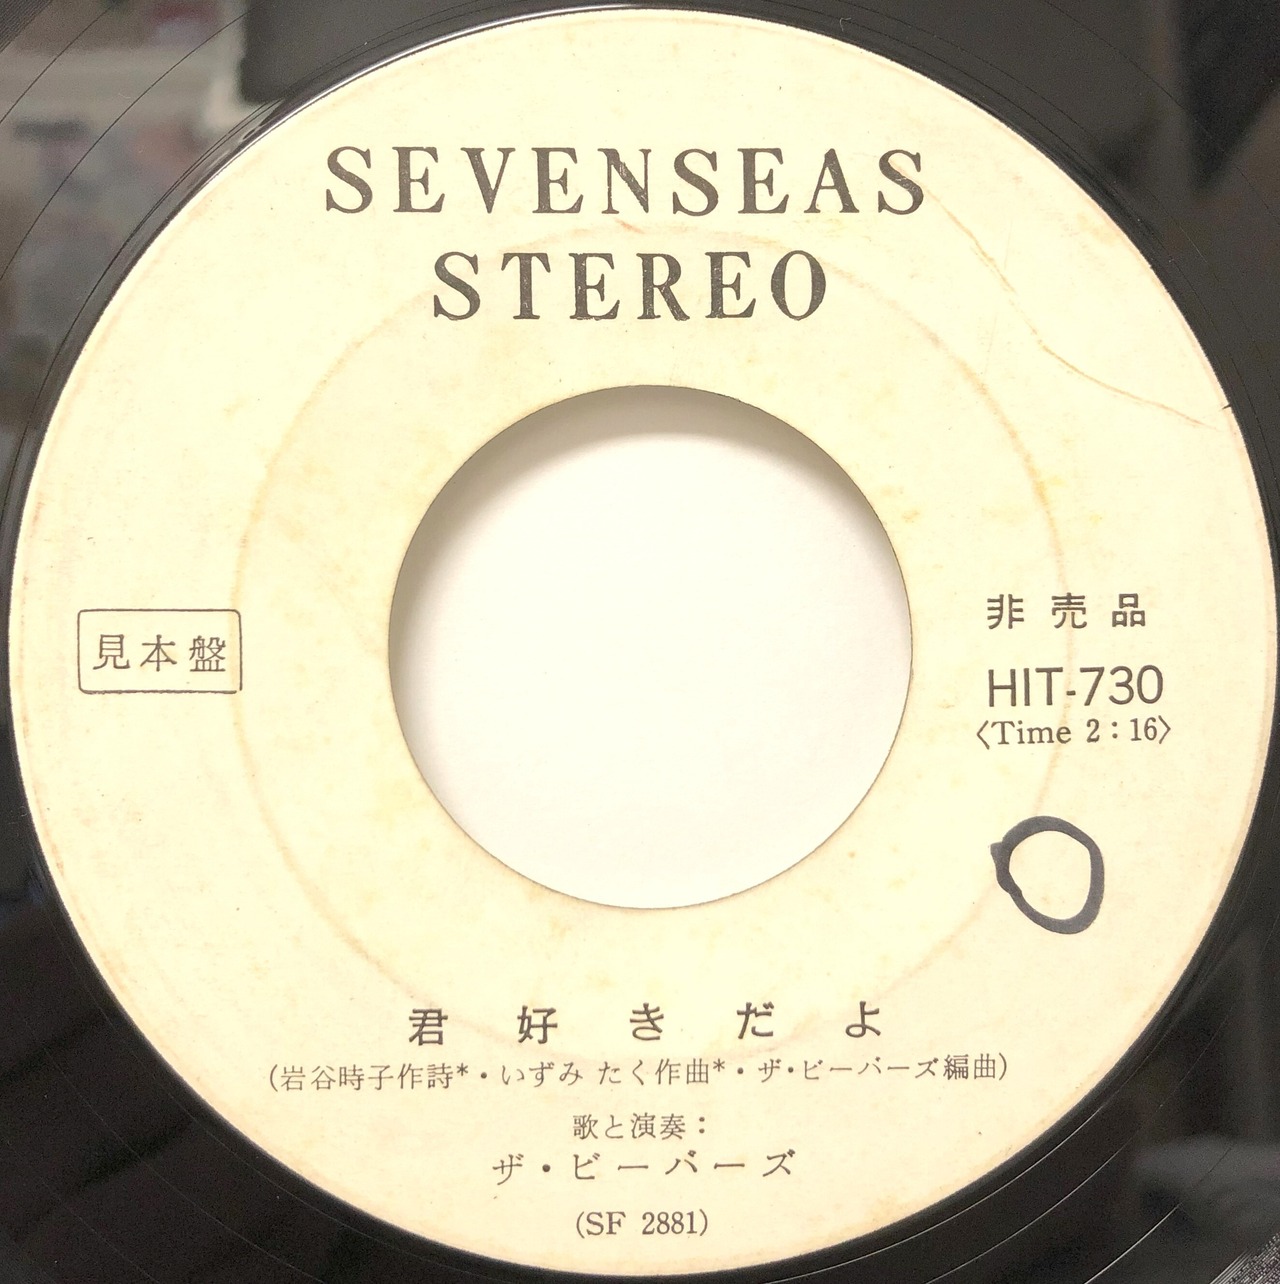 SEVENSEAS
STEREO
見本盤
非売品
HIT-730
〈Time 2:16〉
君好きだよ
(岩谷時子作詩*・いずみ たく作曲*・ザ・ビーバーズ編曲)
歌と演奏:
ザ・ビーバーズ
(SF 2881)